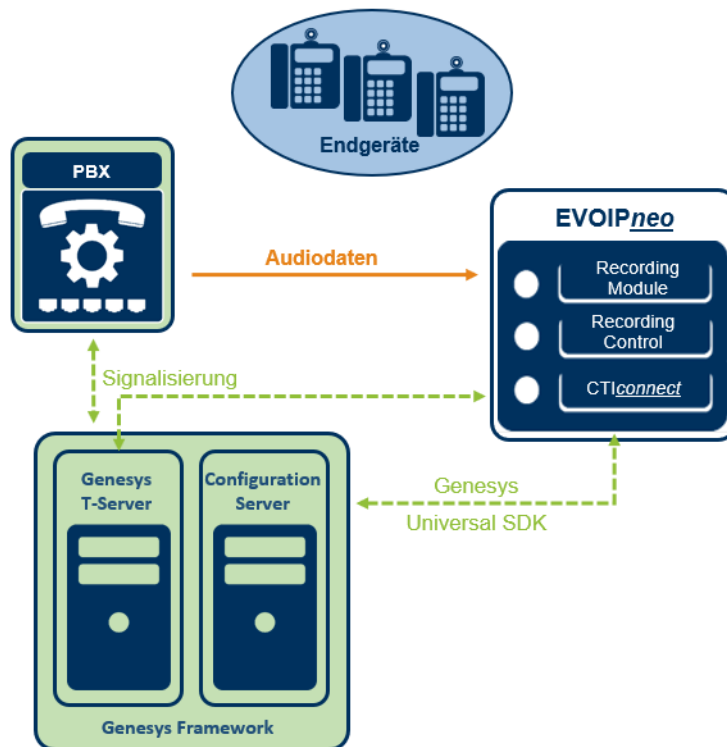 Endgeräte
PBX
EVOIPneo
Audiodaten
Recording
Module
Recording
Control
CTIconnect
Signalisierung
Genesys
T-Server
Configuration
Server
Genesys
Universal SDK
Genesys Framework